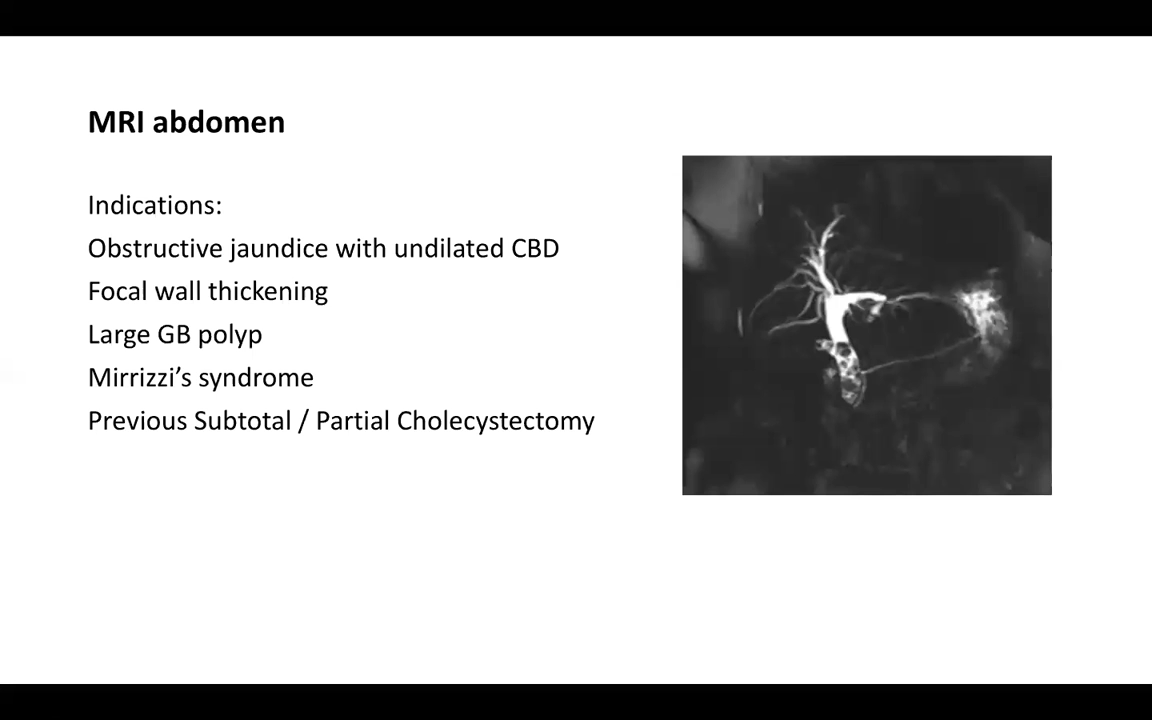 MRI abdomen
Indications:
Obstructive jaundice with undilated CBD
Focal wall thickening
Large GB polyp
Mirrizzi’s syndrome
Previous Subtotal / Partial Cholecystectomy